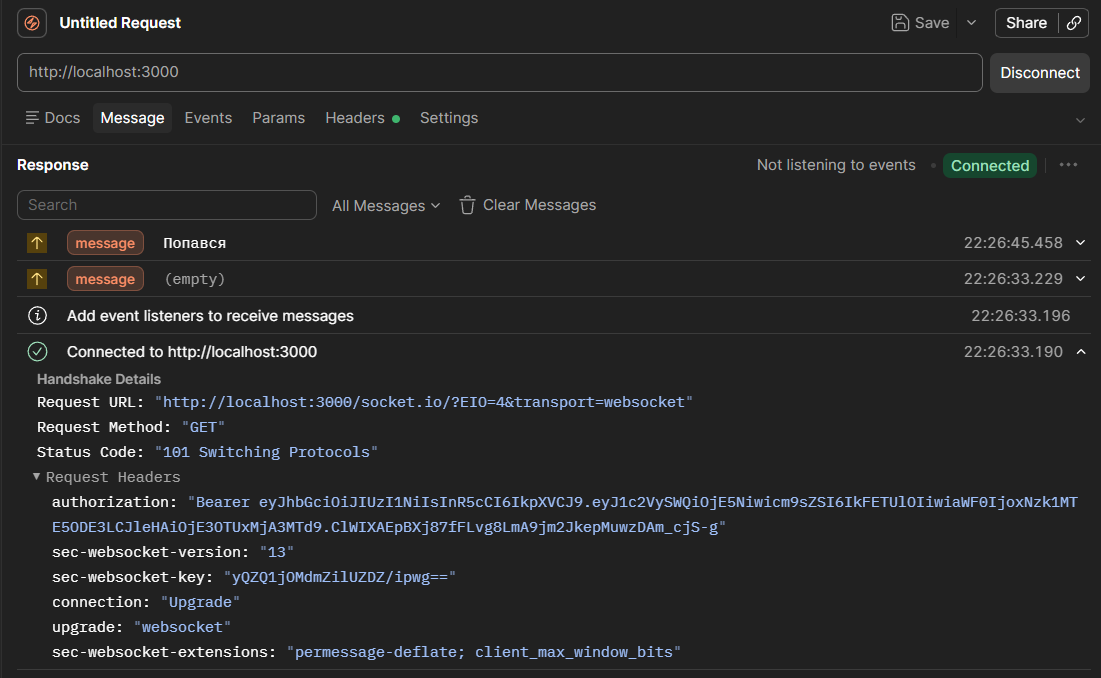 Untitled Request
Save
Share
http://localhost:3000
Disconnect
Docs Message Events Params Headers Settings
Response
Not listening to events
Connected
Search
All Messages
Clear Messages
message Попався 22:26:45.458
message (empty) 22:26:33.229
Add event listeners to receive messages 22:26:33.196
Connected to http://localhost:3000 22:26:33.190
Handshake Details
Request URL: "http://localhost:3000/socket.io/?EIO=4&transport=websocket"
Request Method: "GET"
Status Code: "101 Switching Protocols"
Request Headers
authorization: "Bearer eyJhbGciOiJIUzI1NiIsInR5cCI6IkpXVCJ9.eyJ1c2VySWQiOjE5Niwicm9sZSI6IkFETUlOIiwiaWF0IjoxNzk1MT
E5ODE3LCJleHAiOjE3OTUxMjA3MTd9.ClWIXAEpBXj87fFLvg8LmA9jm2JkepMuwzDAm_cjS-g"
sec-websocket-version: "13"
sec-websocket-key: "yQZQ1jOMdmZilUZDZ/ipwg=="
connection: "Upgrade"
upgrade: "websocket"
sec-websocket-extensions: "permessage-deflate; client_max_window_bits"